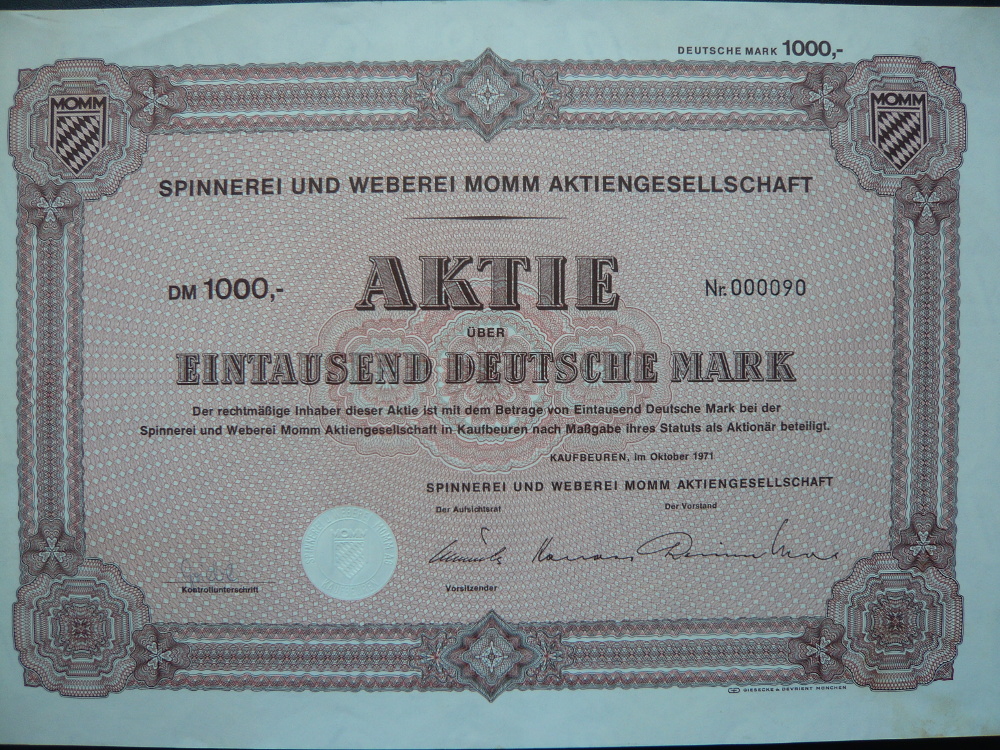 DEUTSCHE MARK 1000,-
MOMM
MOMM
SPINNEREI UND WEBEREI MOMM AKTIENGESELLSCHAFT
AKTIE
DM 1000,-
Nr. 000090
ÜBER
EINTAUSEND DEUTSCHE MARK
Der rechtmäßige Inhaber dieser Aktie ist mit dem Betrage von Eintausend Deutsche Mark bei der
Spinnerei und Weberei Momm Aktiengesellschaft in Kaufbeuren nach Maßgabe ihres Statuts als Aktionär beteiligt.
KAUFBEUREN, im Oktober 1971
SPINNEREI UND WEBEREI MOMM AKTIENGESELLSCHAFT
Der Aufsichtsrat
Der Vorstand
Kontrollunterschrift
Vorsitzender
GIESECKE & DEVRIENT MÜNCHEN